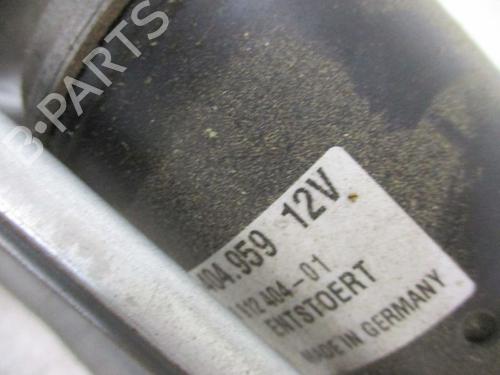 B-PARTS
404.959 12V
112 404-01
ENTSTOERT
MADE IN GERMANY